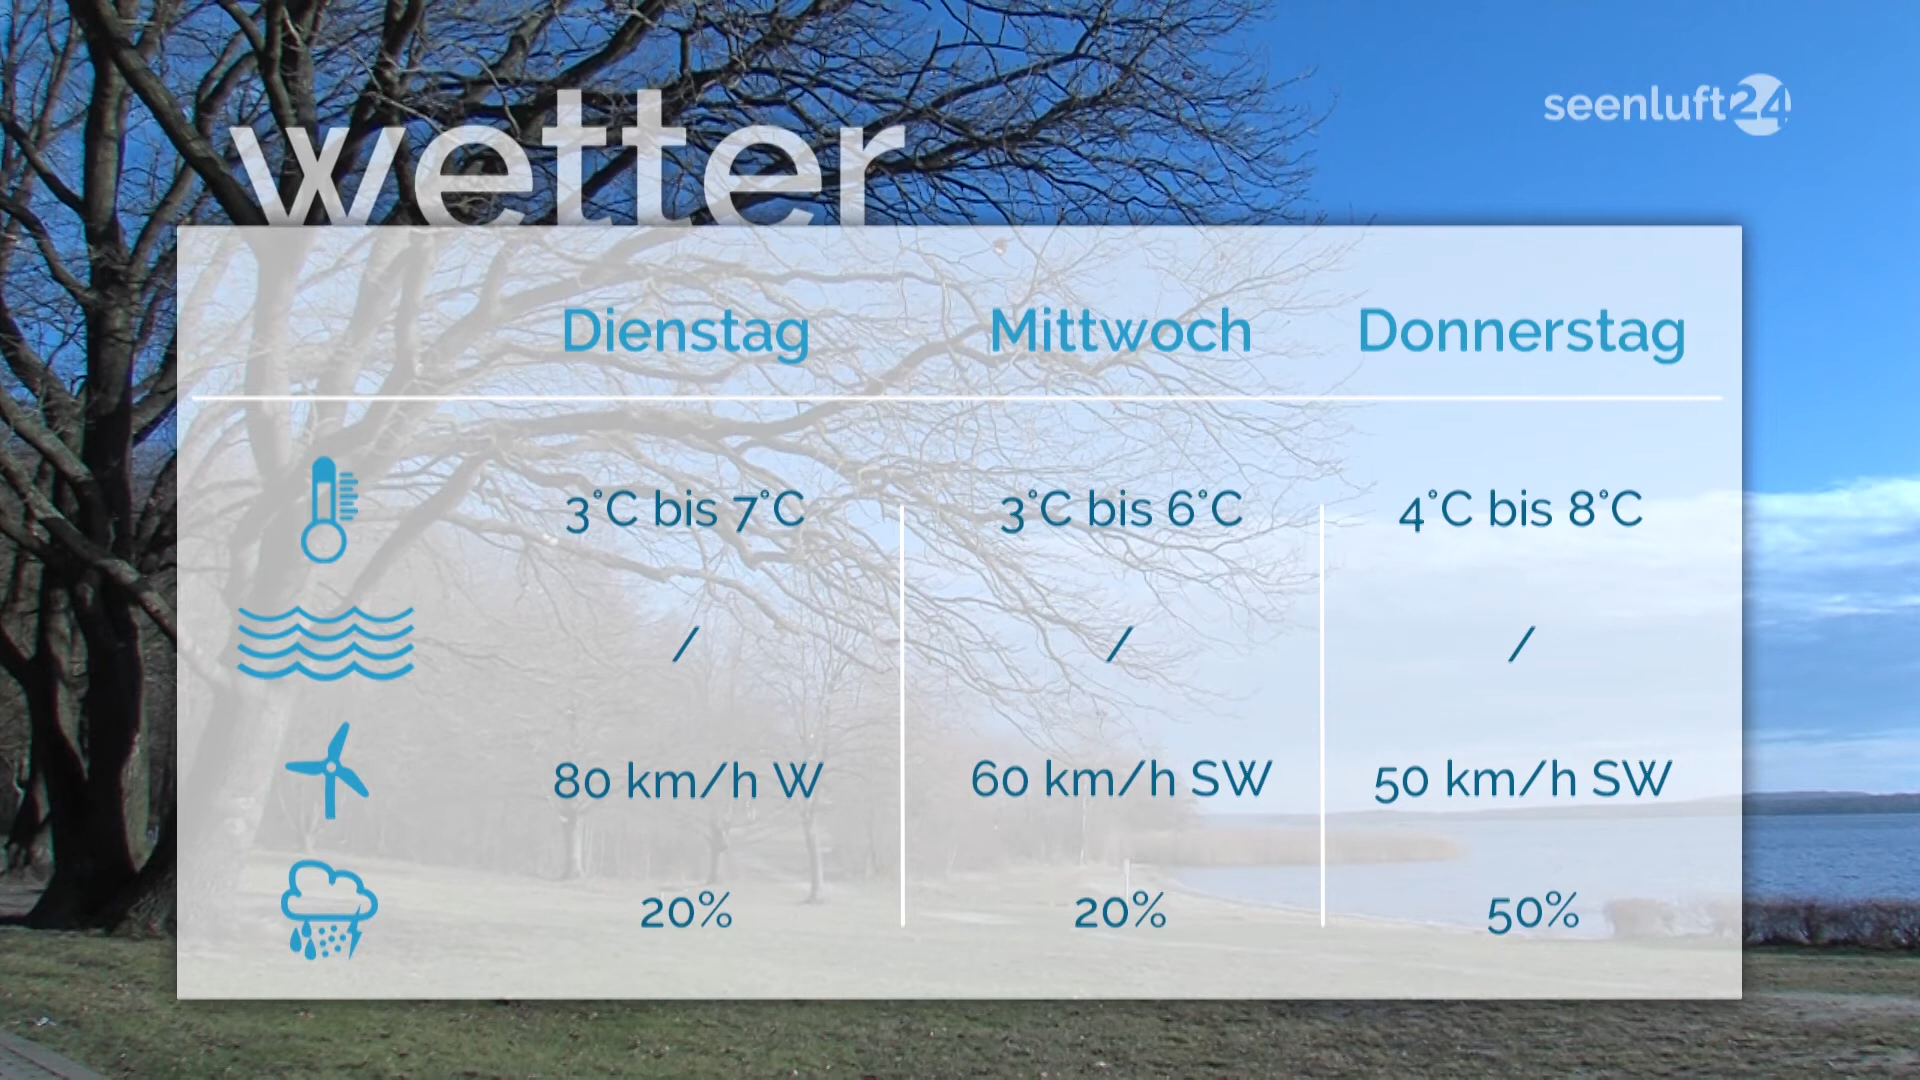 wetter
seenluft24
Dienstag Mittwoch Donnerstag
3°C bis 7°C 3°C bis 6°C 4°C bis 8°C
/ / /
80 km/h W 60 km/h SW 50 km/h SW
20% 20% 50%